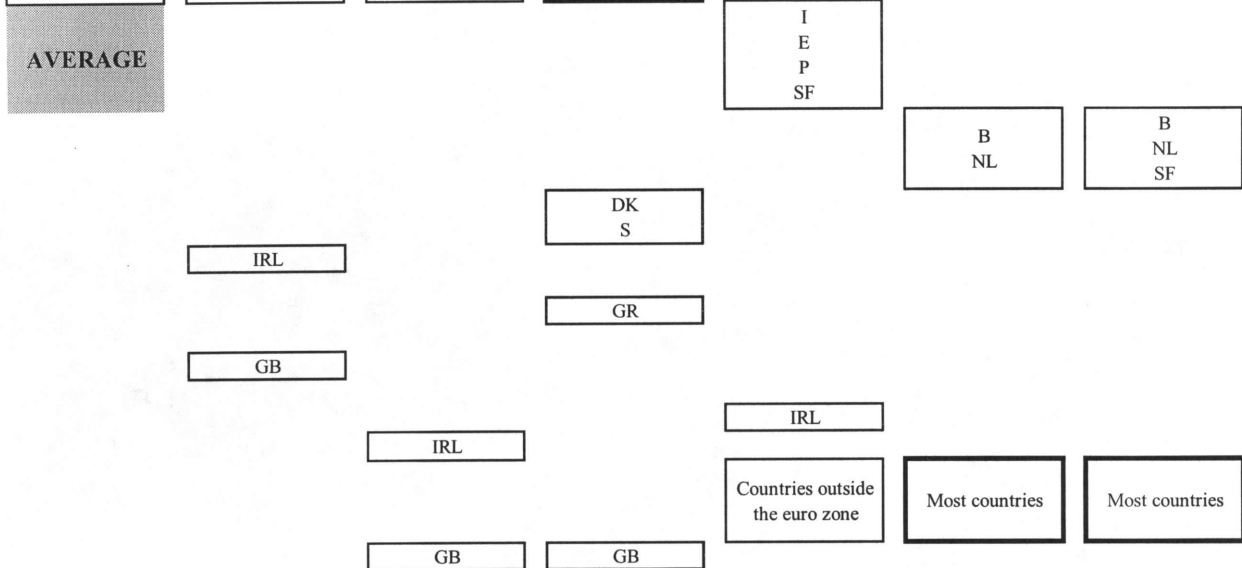 I
E
P
SF
AVERAGE
B
NL
B
NL
SF
DK
S
IRL
GR
GB
IRL
IRL
Countries outside
the euro zone
Most countries
Most countries
GB
GB